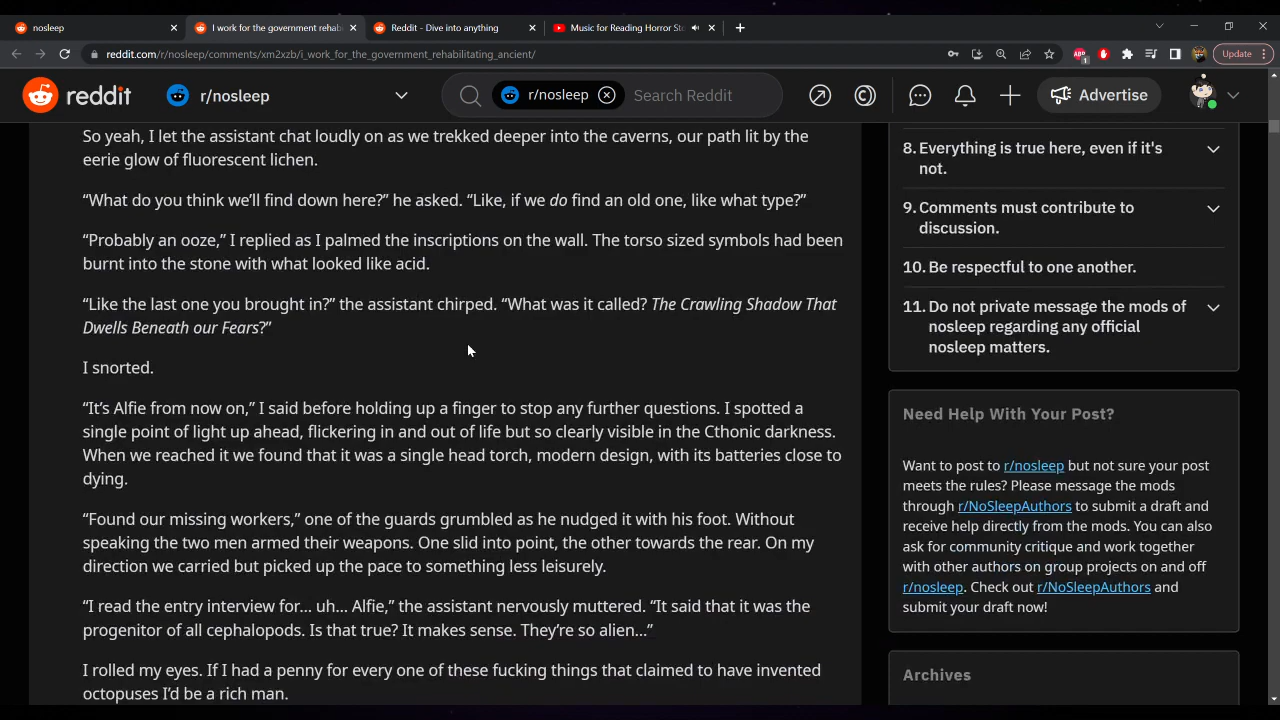 nosleep
I work for the government rehab
Reddit - Dive into anything
Music for Reading Horror Sto
reddit.com/r/nosleep/comments/xm2xzb/i_work_for_the_government_rehabilitating_ancient/
ABP
1
Update
reddit
r/nosleep
r/nosleep
Search Reddit
Advertise
So yeah, I let the assistant chat loudly on as we trekked deeper into the caverns, our path lit by the
eerie glow of fluorescent lichen.
“What do you think we’ll find down here?” he asked. “Like, if we do find an old one, like what type?”
“Probably an ooze,” I replied as I palmed the inscriptions on the wall. The torso sized symbols had been
burnt into the stone with what looked like acid.
“Like the last one you brought in?” the assistant chirped. “What was it called? The Crawling Shadow That
Dwells Beneath our Fears?”
I snorted.
“It’s Alfie from now on,” I said before holding up a finger to stop any further questions. I spotted a
single point of light up ahead, flickering in and out of life but so clearly visible in the Cthonic darkness.
When we reached it we found that it was a single head torch, modern design, with its batteries close to
dying.
“Found our missing workers,” one of the guards grumbled as he nudged it with his foot. Without
speaking the two men armed their weapons. One slid into point, the other towards the rear. On my
direction we carried but picked up the pace to something less leisurely.
“I read the entry interview for... uh... Alfie,” the assistant nervously muttered. “It said that it was the
progenitor of all cephalopods. Is that true? It makes sense. They’re so alien...”
I rolled my eyes. If I had a penny for every one of these fucking things that claimed to have invented
octopuses I’d be a rich man.
8. Everything is true here, even if it's
not.
9. Comments must contribute to
discussion.
10. Be respectful to one another.
11. Do not private message the mods of
nosleep regarding any official
nosleep matters.
Need Help With Your Post?
Want to post to r/nosleep but not sure your post
meets the rules? Please message the mods
through r/NoSleepAuthors to submit a draft and
receive help directly from the mods. You can also
ask for community critique and work together
with other authors on group projects on and off
r/nosleep. Check out r/NoSleepAuthors and
submit your draft now!
Archives